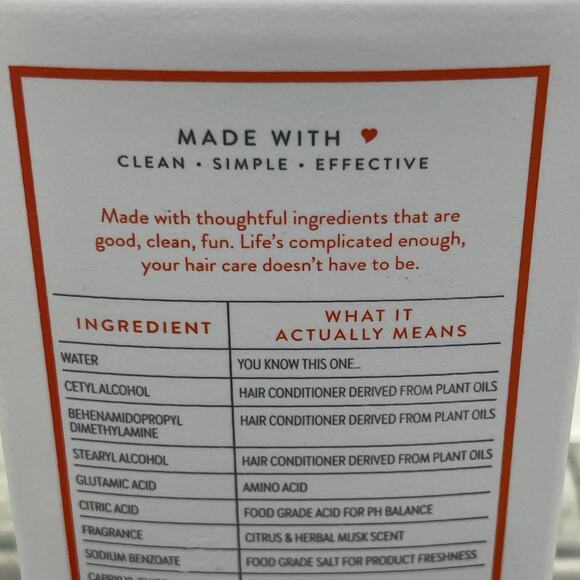 MADE WITH
CLEAN • SIMPLE • EFFECTIVE
Made with thoughtful ingredients that are
good, clean, fun. Life's complicated enough,
your hair care doesn't have to be.
INGREDIENT WHAT IT
ACTUALLY MEANS
WATER YOU KNOW THIS ONE...
CETYL ALCOHOL HAIR CONDITIONER DERIVED FROM PLANT OILS
BEHENAMIDOPROPYL
DIMETHYLAMINE HAIR CONDITIONER DERIVED FROM PLANT OILS
STEARYL ALCOHOL HAIR CONDITIONER DERIVED FROM PLANT OILS
GLUTAMIC ACID AMINO ACID
CITRIC ACID FOOD GRADE ACID FOR PH BALANCE
FRAGRANCE CITRUS & HERBAL MUSK SCENT
SODIUM BENZOATE FOOD GRADE SALT FOR PRODUCT FRESHNESS